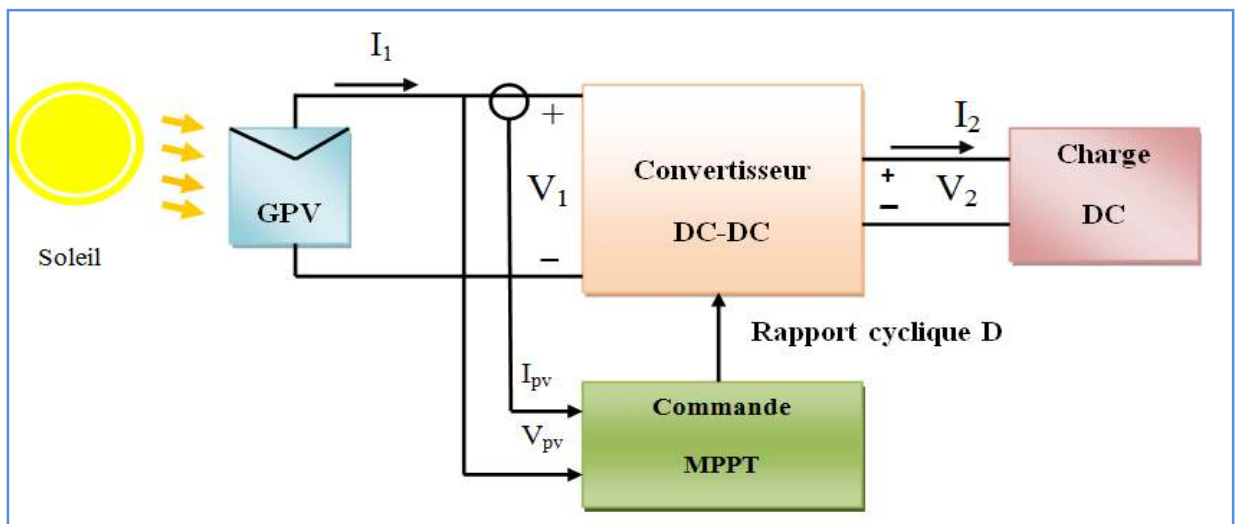 I₁
Soleil
GPV
+
V₁
−
Convertisseur
DC-DC
I₂
+
V₂
−
Charge
DC
Rapport cyclique D
Iₚᵥ
Vₚᵥ
Commande
MPPT